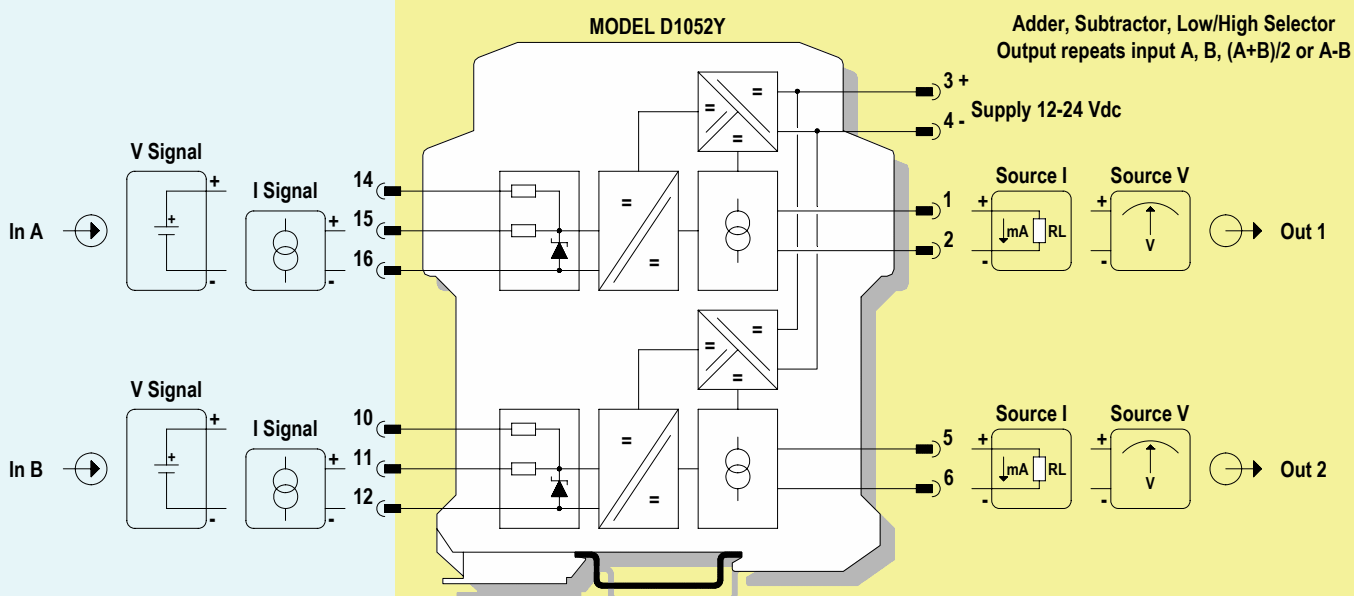 MODEL D1052Y
Adder, Subtractor, Low/High Selector
Output repeats input A, B, (A+B)/2 or A-B
3 +
4 -
Supply 12-24 Vdc
=
=
=
V Signal
+
+
-
I Signal
+
-
In A
14
15
16
=
=
1
2
Source I
+
mA
RL
-
Source V
+
V
-
Out 1
=
=
=
V Signal
+
+
-
I Signal
+
-
In B
10
11
12
=
=
5
6
Source I
+
mA
RL
-
Source V
+
V
-
Out 2